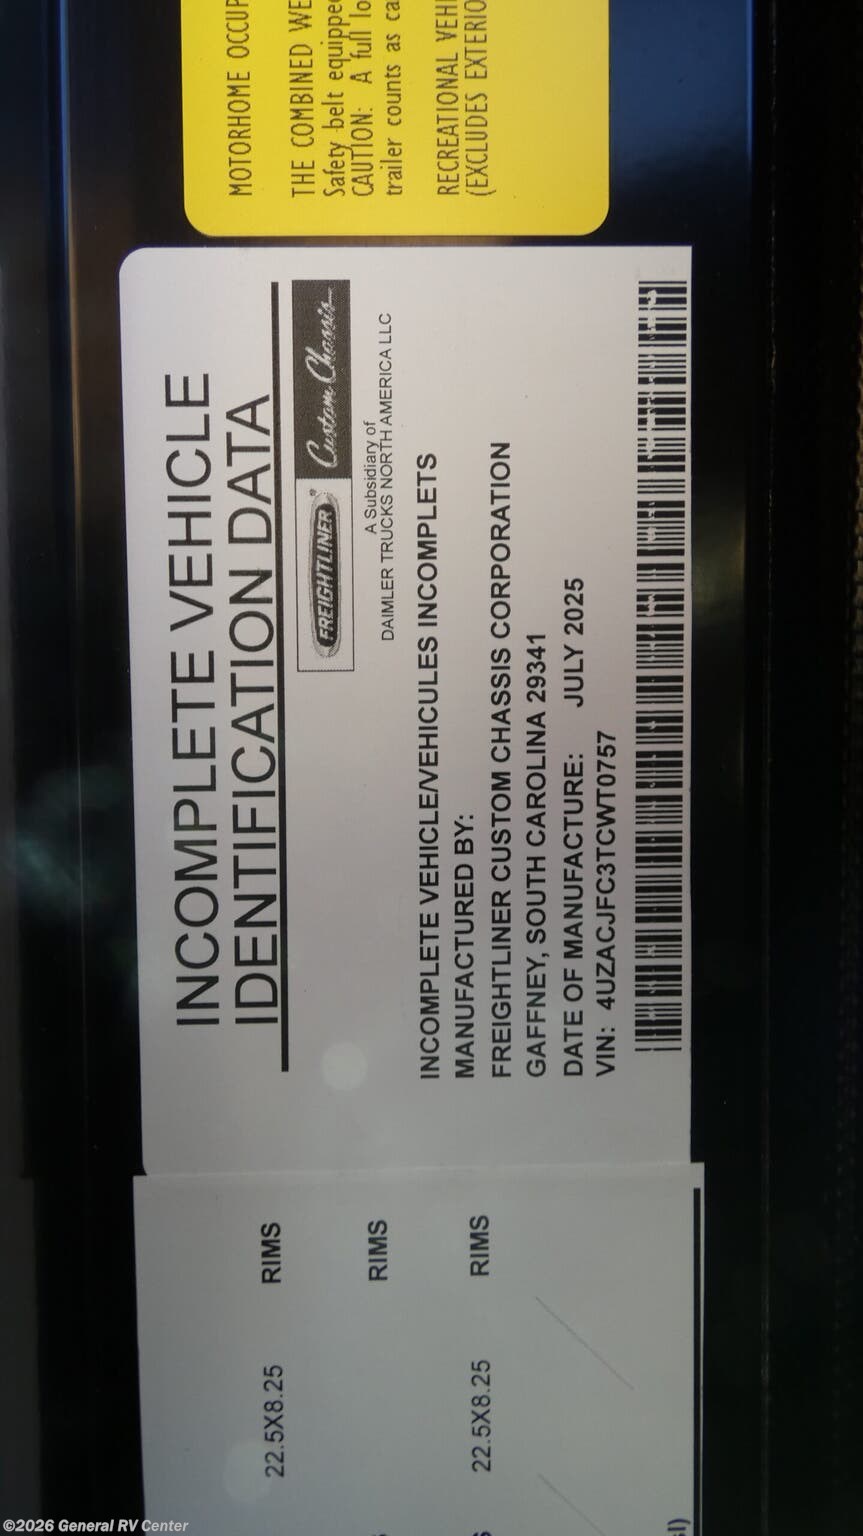 MOTORHOME OCCUP
THE COMBINED WE
Safety belt equipped
CAUTION: A full lo
trailer counts as ca
RECREATIONAL VEHI
(EXCLUDES EXTERIO
INCOMPLETE VEHICLE
IDENTIFICATION DATA
FREIGHTLINER® Custom Chassis
A Subsidiary of
DAIMLER TRUCKS NORTH AMERICA LLC
INCOMPLETE VEHICLE/VEHICULES INCOMPLETS
MANUFACTURED BY:
FREIGHTLINER CUSTOM CHASSIS CORPORATION
GAFFNEY, SOUTH CAROLINA 29341
DATE OF MANUFACTURE: JULY 2025
VIN: 4UZACJFC3TCWT0757
22.5X8.25 RIMS
RIMS
22.5X8.25 RIMS
©2026 General RV Center